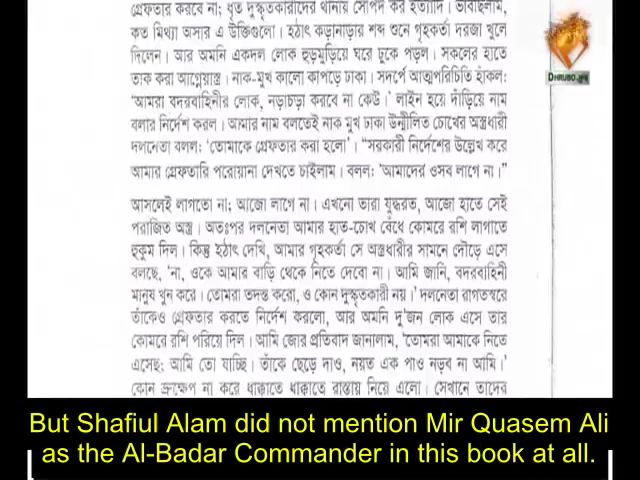 গ্রেফতার করবে না; ধৃত দুস্কৃতকারীদের থানায় সোপর্দ কর ইত্যাদি। ভাবছিলাম,
কত মিথ্যা অসার এ উক্তিগুলো। হঠাৎ কড়ানাড়ার শব্দ শুনে গৃহকর্তা দরজা খুলে
দিলেন। আর অমনি একদল লোক হুড়মুড়িয়ে ঘরে ঢুকে পড়ল। সকলের হাতে
তাক করা আগ্নেয়াস্ত্র। নাক-মুখ কালো কাপড়ে ঢাকা। সদর্পে আত্মপরিচিতি হাঁকল:
'আমরা বদরবাহিনীর লোক, নড়াচড়া করবে না কেউ।' লাইন হয়ে দাঁড়িয়ে নাম
বলার নির্দেশ করল। আমার নাম বলতেই নাক মুখ ঢাকা উন্মীলিত চোখের অস্ত্রধারী
দলনেতা বলল: 'তোমাকে গ্রেফতার করা হলো'। "সরকারী নির্দেশের উল্লেখ করে
আমার গ্রেফতারি পরোয়ানা দেখতে চাইলাম। বলল: 'আমাদের ওসব লাগে না।"
আসলেই লাগতো না; আজো লাগে না। এখনো তারা যুদ্ধরত, আজো হাতে সেই
পরাজিত অস্ত্র। অতঃপর দলনেতা আমার হাত-চোখ বেঁধে কোমরে রশি লাগাতে
হুকুম দিল। কিন্তু হঠাৎ দেখি, আমার গৃহকর্তা সে অস্ত্রধারীর সামনে দৌড়ে এসে
বলছে, 'না, ওকে আমার বাড়ি থেকে নিতে দেবো না। আমি জানি, বদরবাহিনী
মানুষ খুন করে। তোমরা তদন্ত করো, ও কোন দুস্কৃতকারী নয়।' দলনেতা রাগতস্বরে
তাঁকেও গ্রেফতার করতে নির্দেশ করলো, আর অমনি দু'জন লোক এসে তার
কোমরে রশি পরিয়ে দিল। আমি জোর প্রতিবাদ জানালাম, 'তোমরা আমাকে নিতে
এসেছ; আমি তো যাচ্ছি। তাঁকে ছেড়ে দাও, নয়ত এক পাও নড়ব না আমি।'
কোন ভ্রুক্ষেপ না করে ধাক্কাতে ধাক্কাতে রাস্তায় নিয়ে এলো। সেখানে তাদের
DHRUBO.
But Shafiul Alam did not mention Mir Quasem Ali
as the Al-Badar Commander in this book at all.